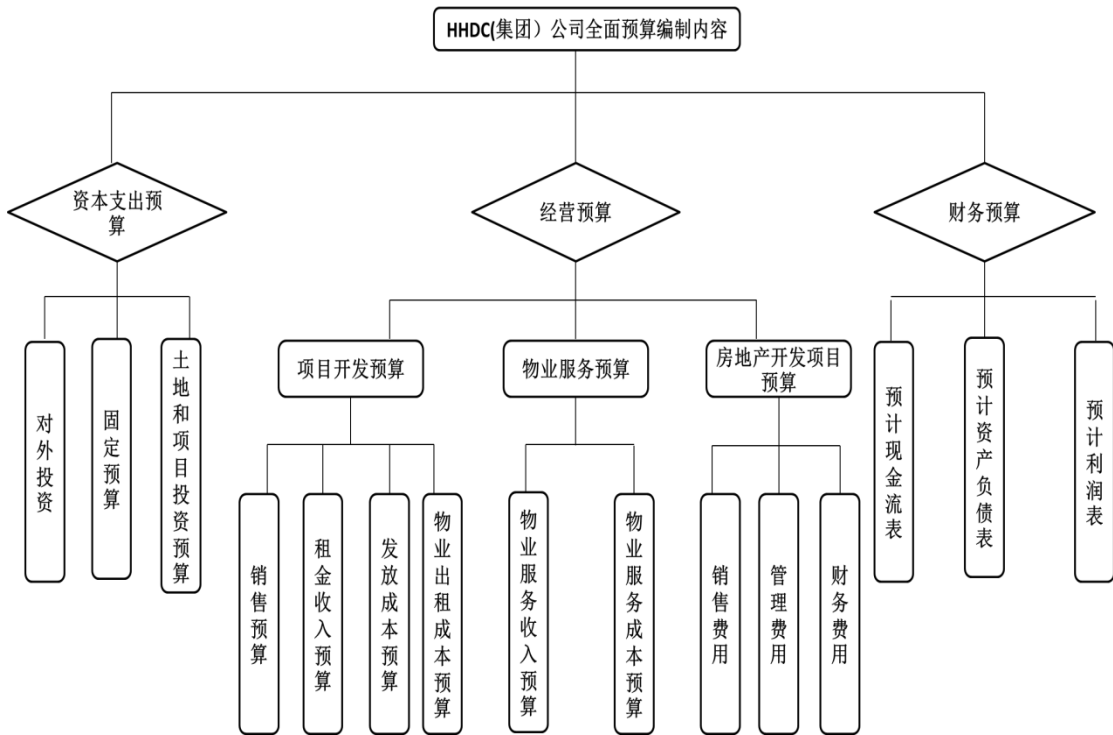 HHDC(集团）公司全面预算编制内容
资本支出预
算
经营预算
财务预算
对外投资
固定预算
土地和项目投资预算
项目开发预算
物业服务预算
房地产开发项目
预算
销售预算
租金收入预算
发放成本预算
物业出租成本预算
物业服务收入预算
物业服务成本预算
销售费用
管理费用
财务费用
预计现金流表
预计资产负债表
预计利润表